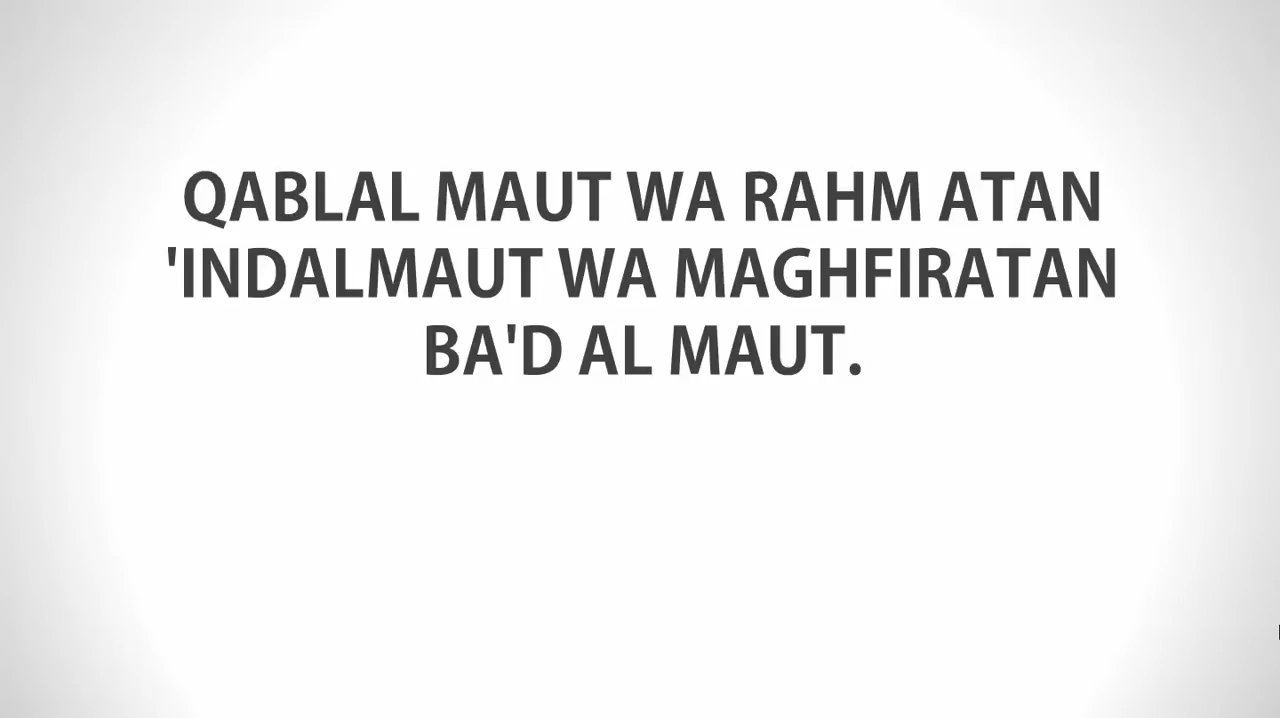 QABLAL MAUT WA RAHM ATAN
'INDALMAUT WA MAGHFIRATAN
BA'D AL MAUT.